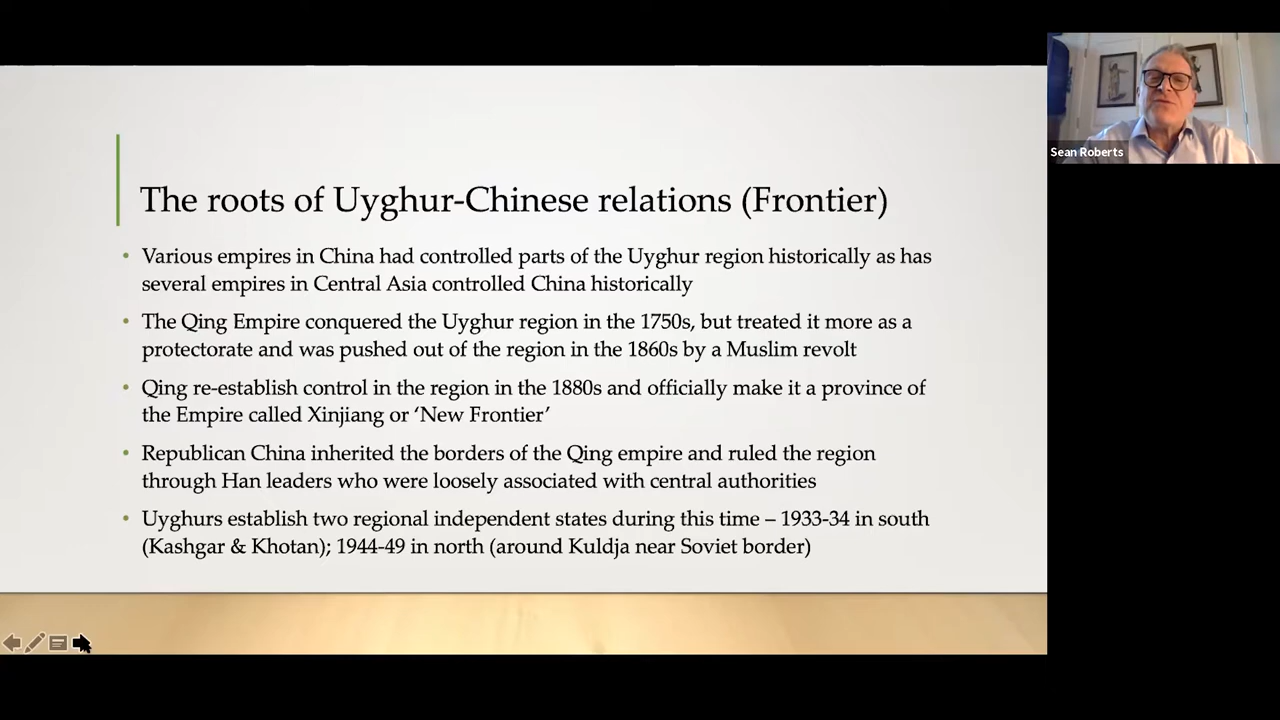 The roots of Uyghur-Chinese relations (Frontier)
• Various empires in China had controlled parts of the Uyghur region historically as has
several empires in Central Asia controlled China historically
• The Qing Empire conquered the Uyghur region in the 1750s, but treated it more as a
protectorate and was pushed out of the region in the 1860s by a Muslim revolt
• Qing re-establish control in the region in the 1880s and officially make it a province of
the Empire called Xinjiang or ‘New Frontier’
• Republican China inherited the borders of the Qing empire and ruled the region
through Han leaders who were loosely associated with central authorities
• Uyghurs establish two regional independent states during this time – 1933-34 in south
(Kashgar & Khotan); 1944-49 in north (around Kuldja near Soviet border)
Sean Roberts